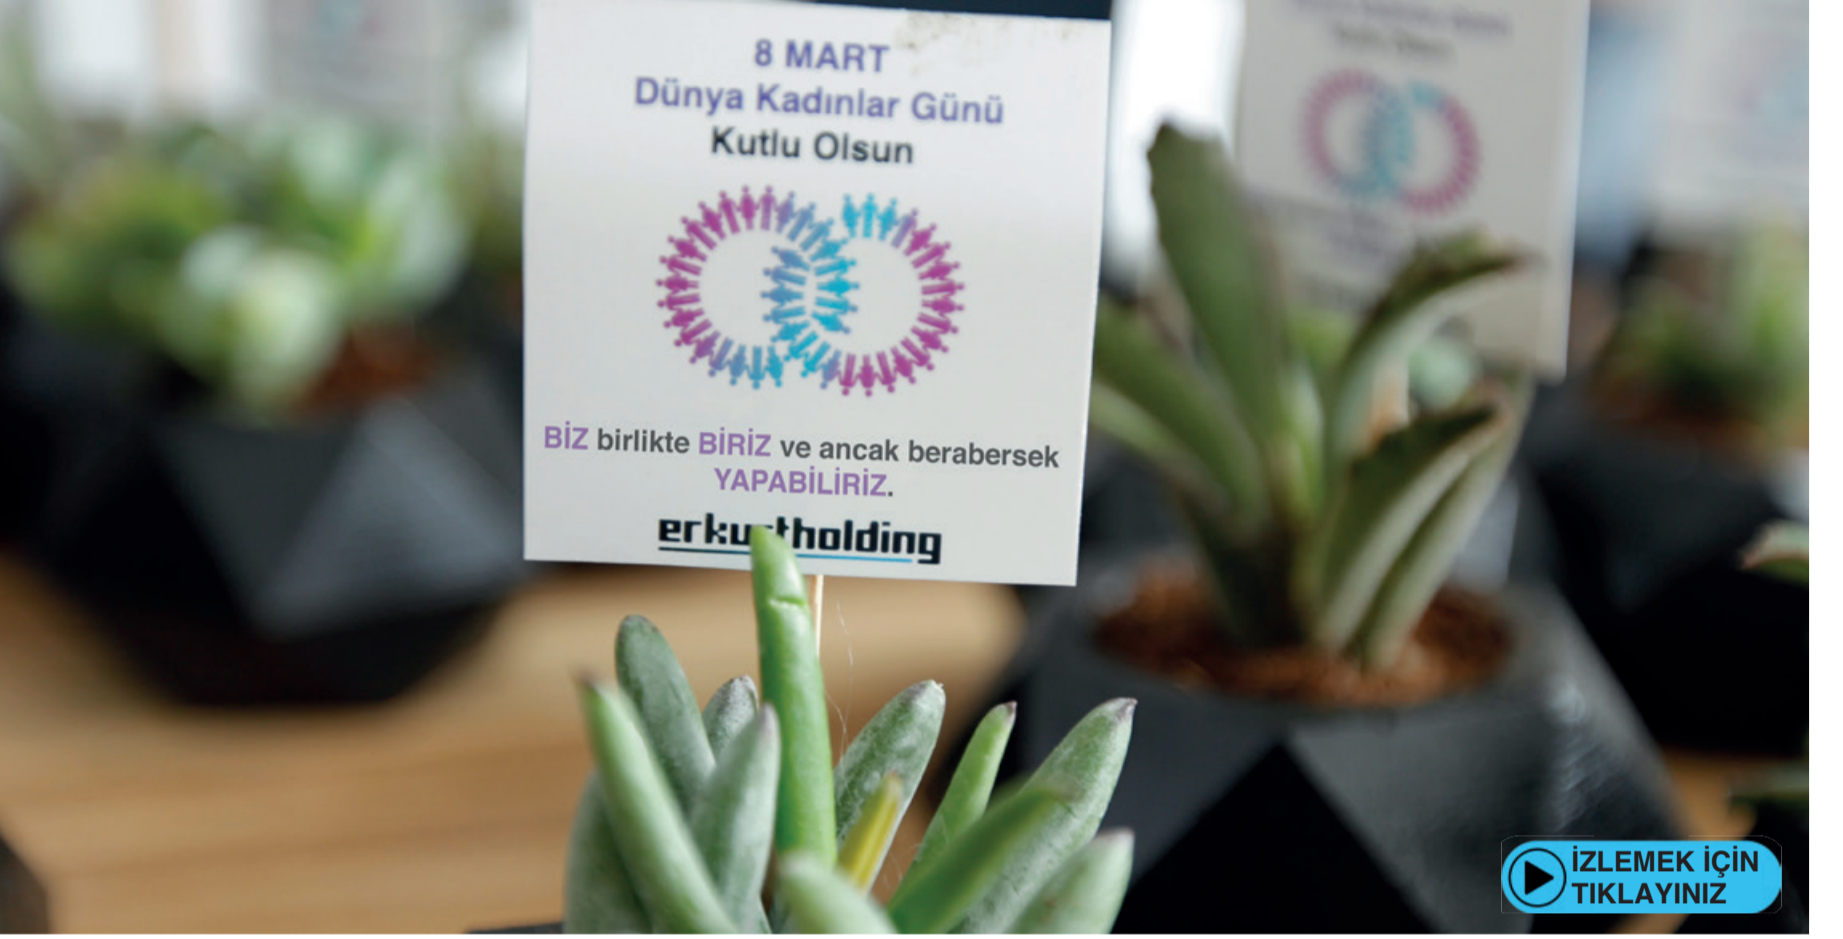 8 MART
Dünya Kadınlar Günü
Kutlu Olsun
BİZ birlikte BİRİZ ve ancak berabersek
YAPABİLİRİZ.
erkurtholding
İZLEMEK İÇİN
TIKLAYINIZ